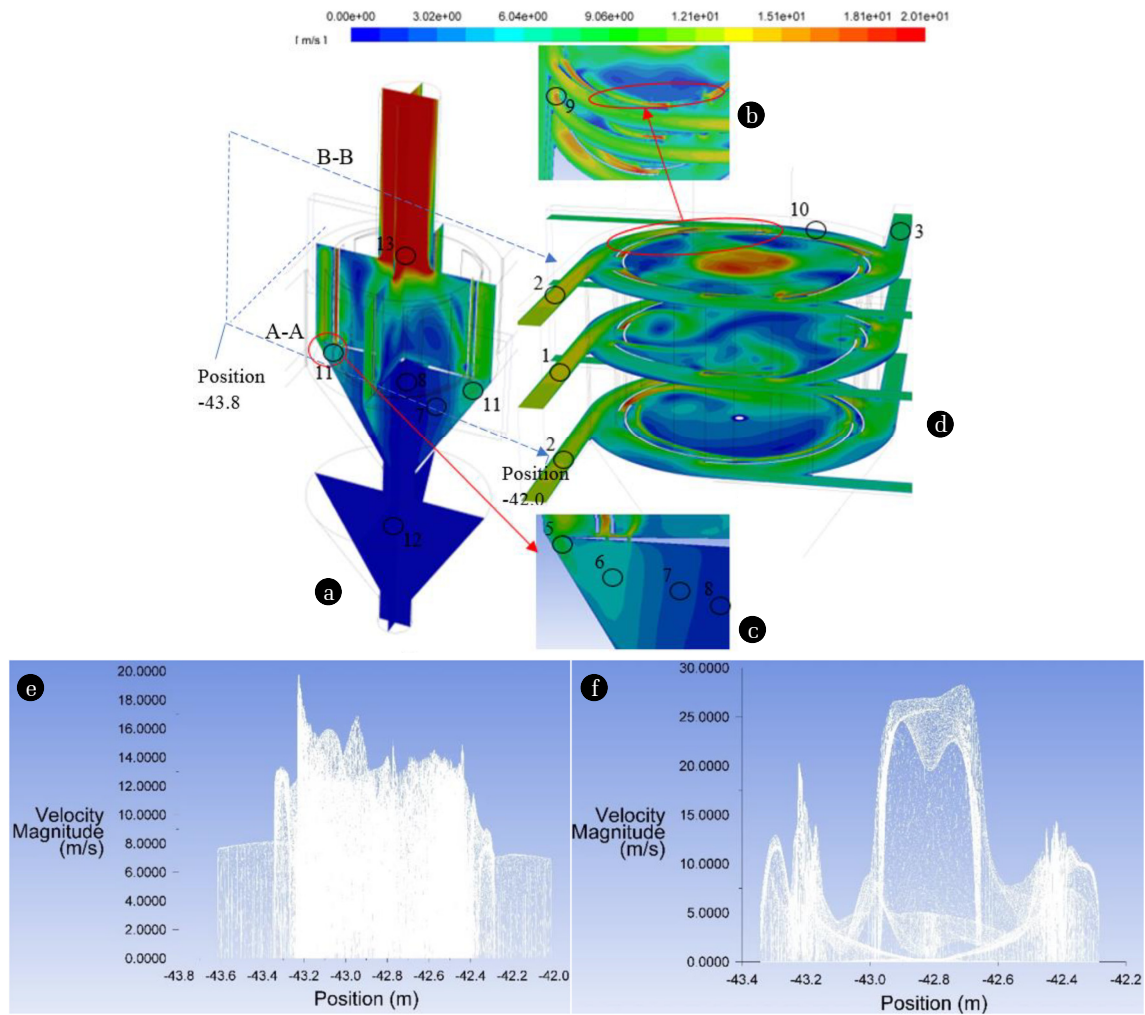 0.00e+00 3.02e+00 6.04e+00 9.06e+00 1.21e+01 1.51e+01 1.81e+01 2.01e+01
[ m/s ]
9
b
B-B
10
3
13
2
A-A
11
Position
-43.8
8
7
11
1
d
2
Position
-42.0
12
5
6
7
8
a
c
e
20.0000
18.0000
16.0000
14.0000
12.0000
10.0000
8.0000
6.0000
4.0000
2.0000
0.0000
Velocity
Magnitude
(m/s)
-43.8 -43.6 -43.4 -43.2 -43.0 -42.8 -42.6 -42.4 -42.2 -42.0
Position (m)
f
30.0000
25.0000
20.0000
15.0000
10.0000
5.0000
0.0000
Velocity
Magnitude
(m/s)
-43.4 -43.2 -43.0 -42.8 -42.6 -42.4 -42.2
Position (m)